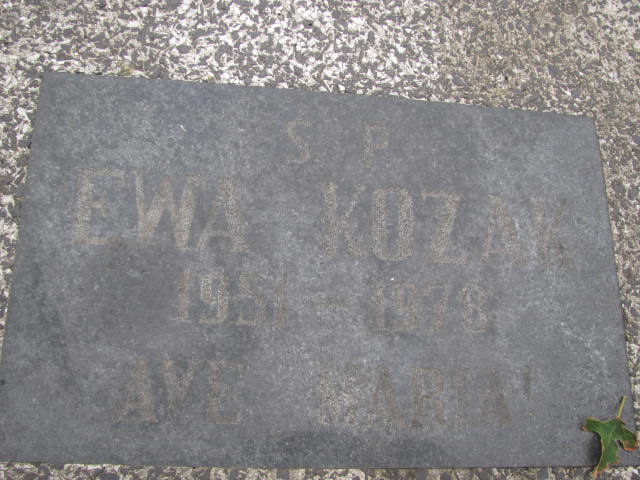 Ś. P.
EWA KOZAK
1951 - 1978
AVE MARIA!